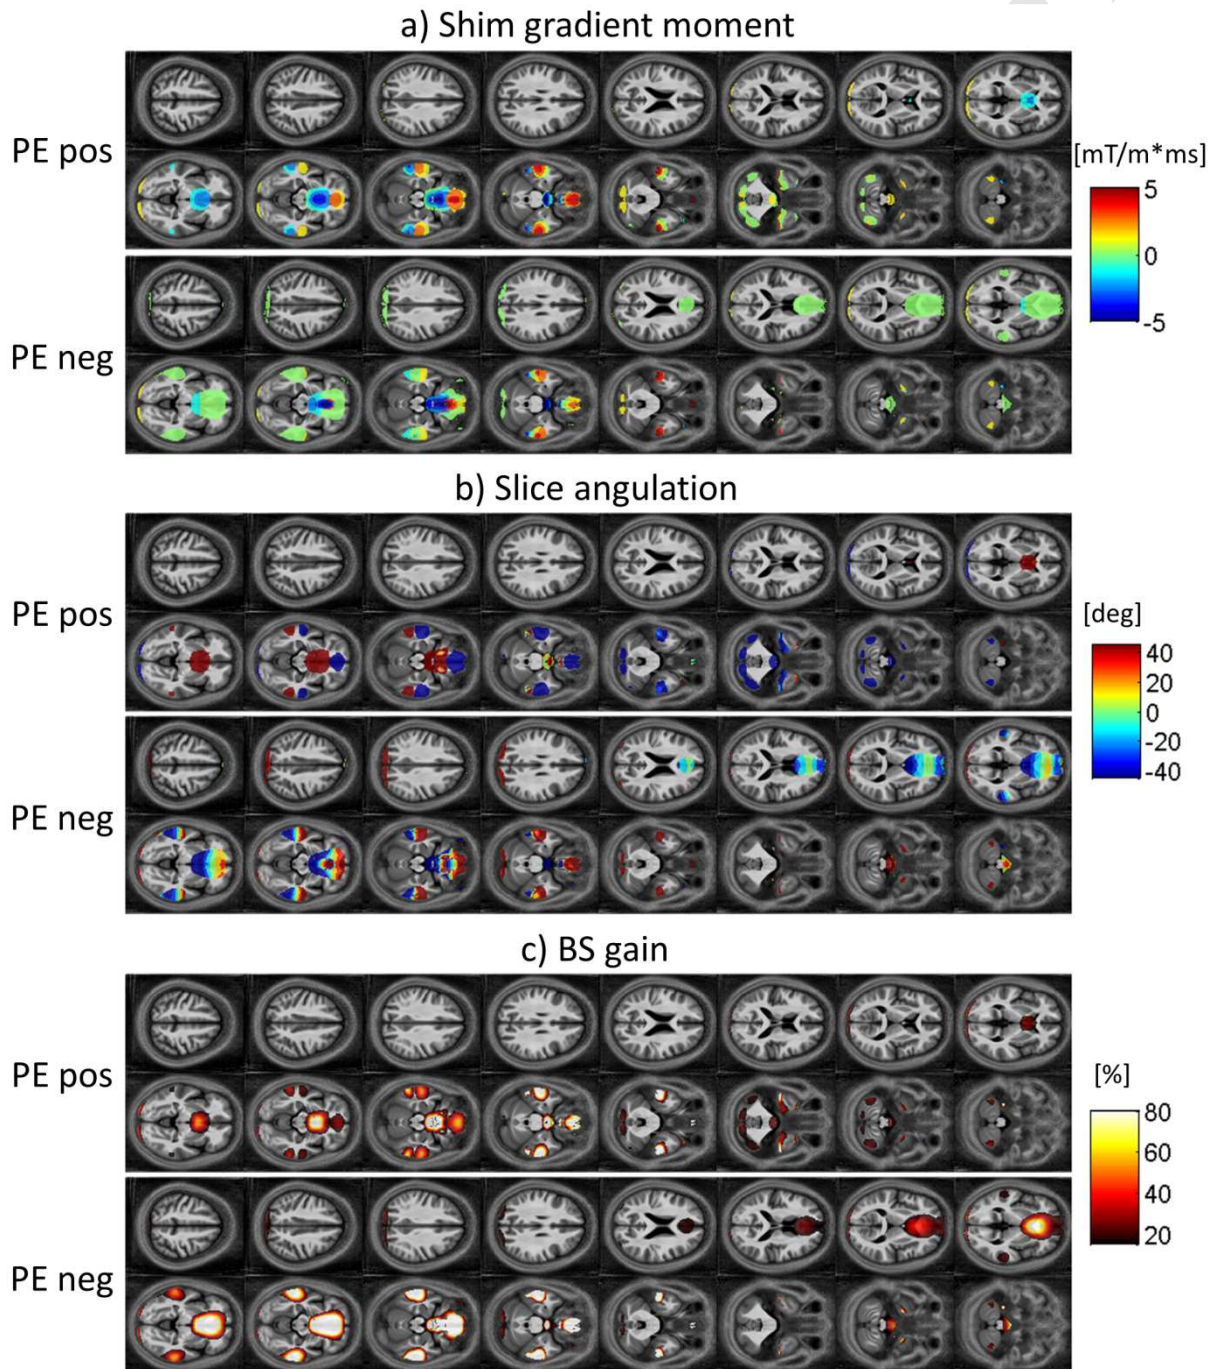 a) Shim gradient moment
PE pos
[mT/m*ms]
5
0
-5
PE neg
b) Slice angulation
PE pos
[deg]
40
20
0
-20
-40
PE neg
c) BS gain
PE pos
[%]
80
60
40
20
PE neg